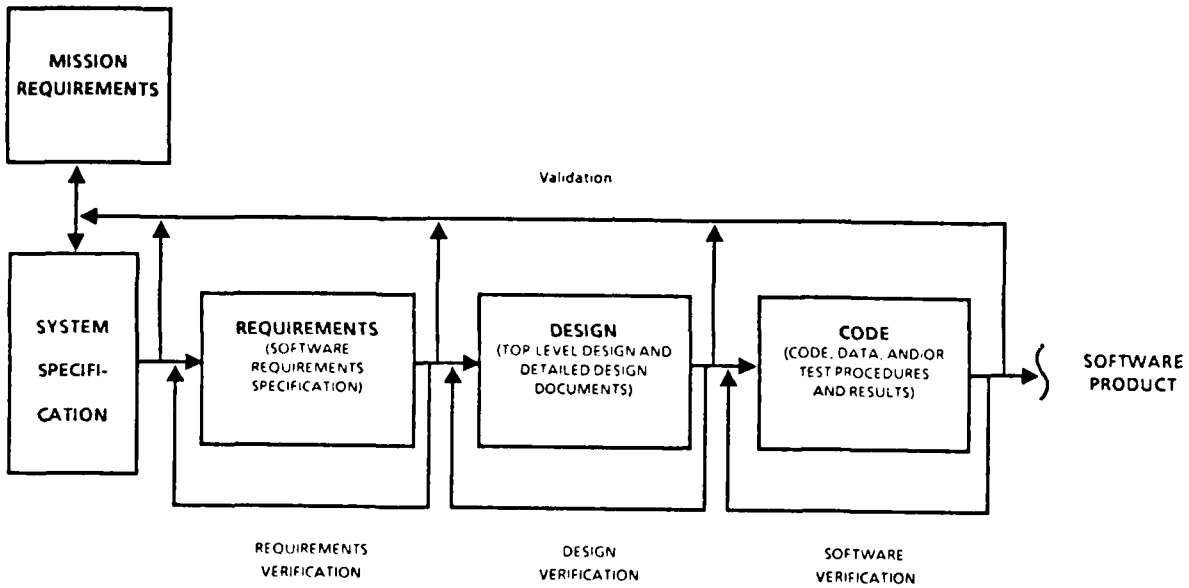 MISSION
REQUIREMENTS
Validation
SYSTEM
SPECIFI-
CATION
REQUIREMENTS
(SOFTWARE
REQUIREMENTS
SPECIFICATION)
DESIGN
(TOP LEVEL DESIGN AND
DETAILED DESIGN
DOCUMENTS)
CODE
(CODE, DATA, AND/OR
TEST PROCEDURES
AND RESULTS)
SOFTWARE
PRODUCT
REQUIREMENTS
VERIFICATION
DESIGN
VERIFICATION
SOFTWARE
VERIFICATION